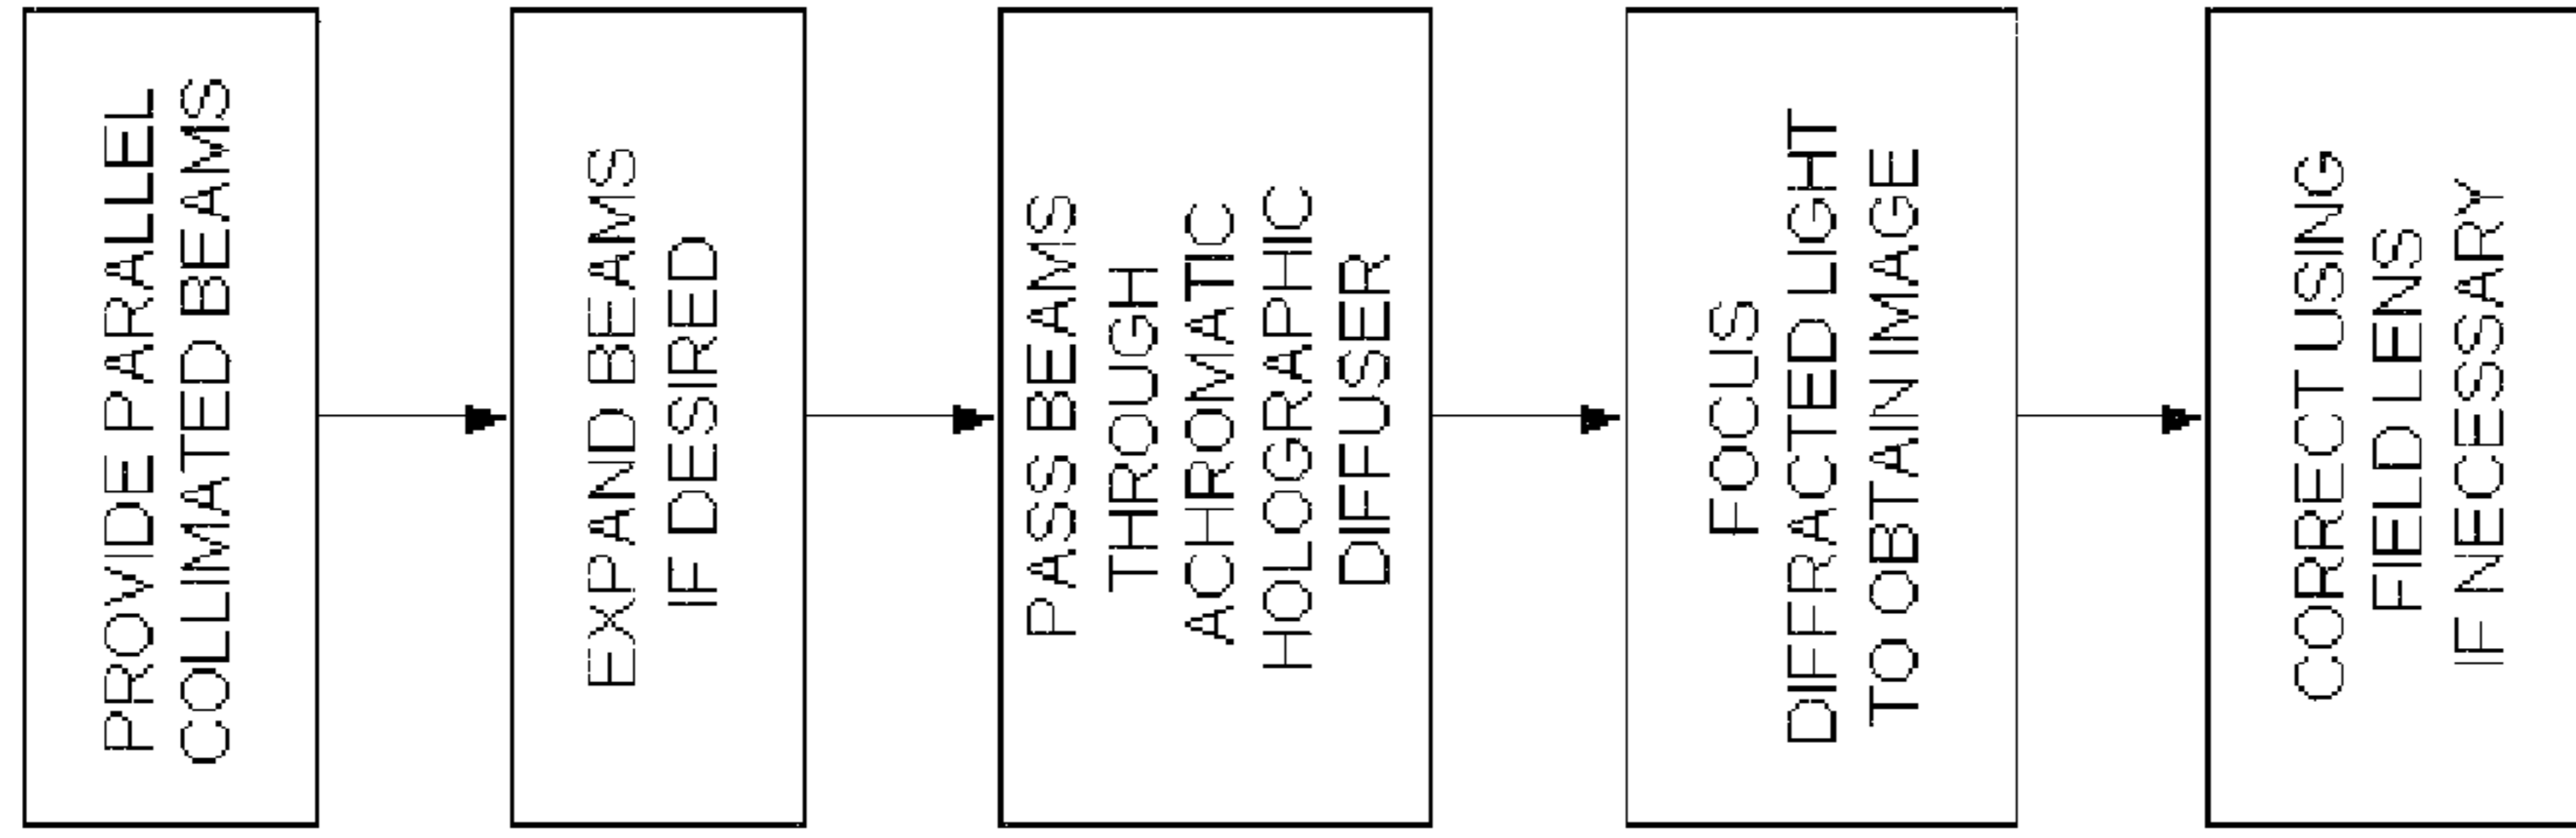 PROVIDE PARALLEL
COLLIMATED BEAMS
EXPAND BEAMS
IF DESIRED
PASS BEAMS
THROUGH
ACHROMATIC
HOLOGRAPHIC
DIFFUSER
FOCUS
DIFFRACTED LIGHT
TO OBTAIN IMAGE
CORRECT USING
FIELD LENS
IF NECESSARY